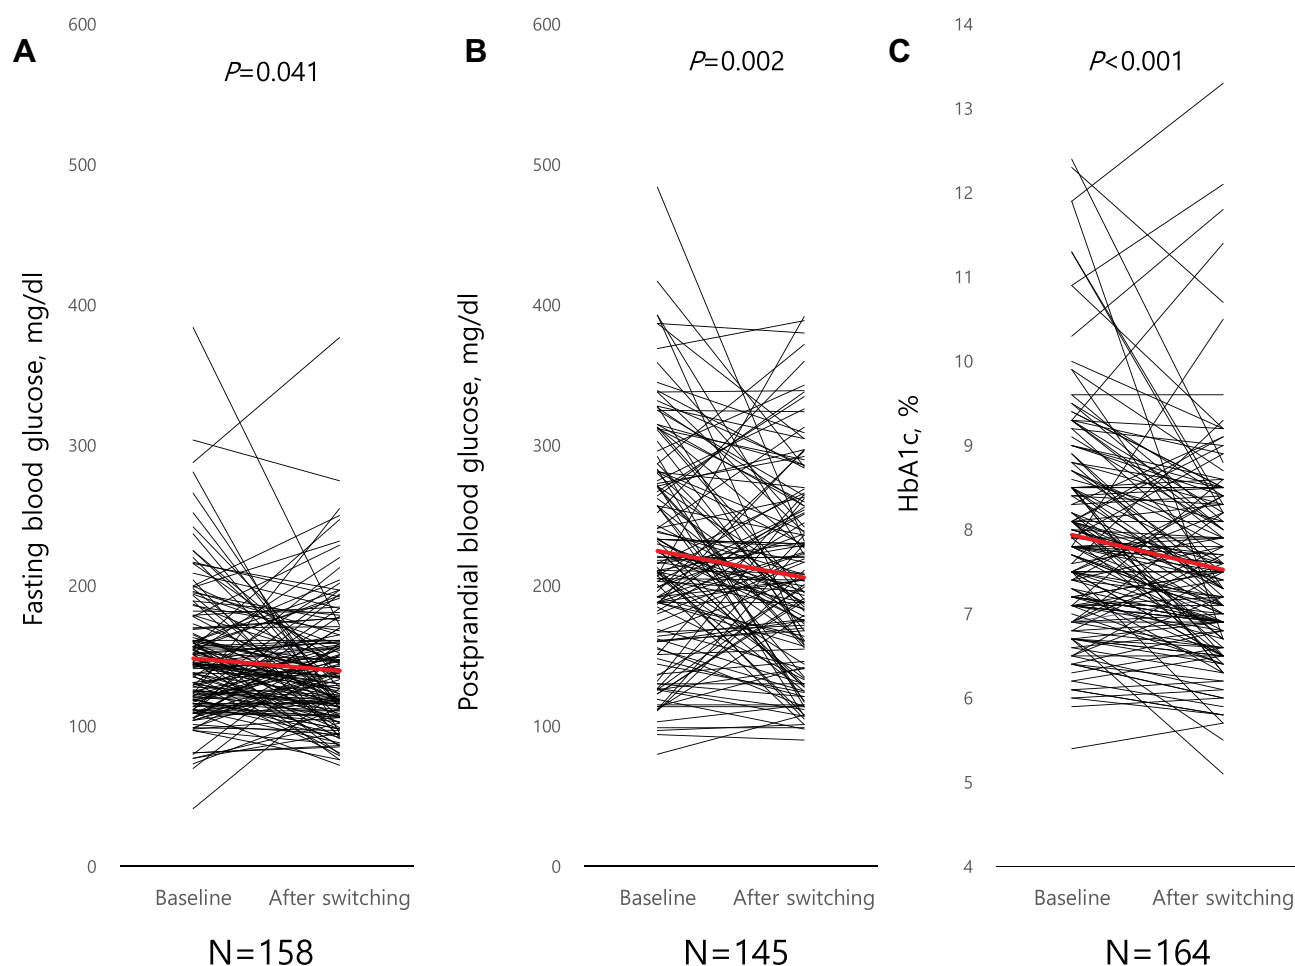 A
P=0.041
Fasting blood glucose, mg/dl
600
500
400
300
200
100
0
Baseline
After switching
N=158
B
P=0.002
Postprandial blood glucose, mg/dl
600
500
400
300
200
100
0
Baseline
After switching
N=145
C
P<0.001
HbA1c, %
14
13
12
11
10
9
8
7
6
5
4
Baseline
After switching
N=164